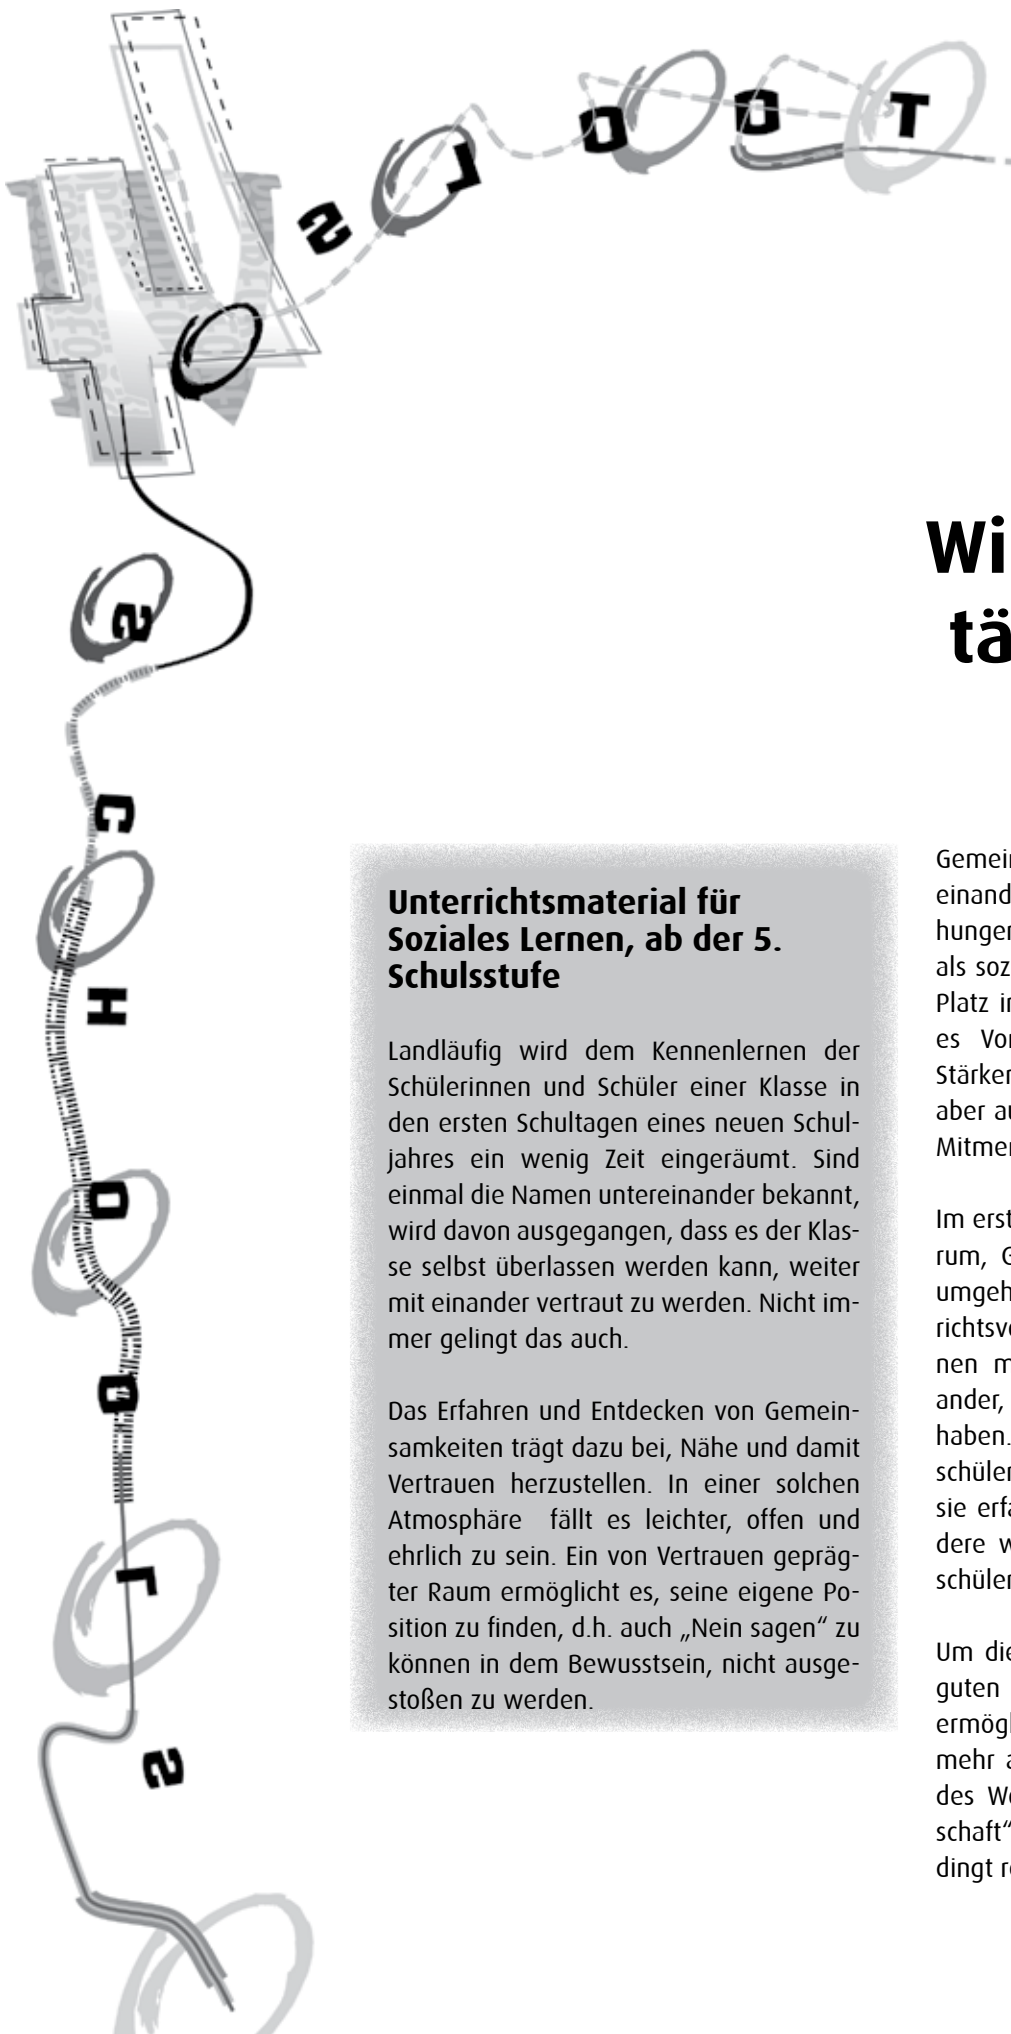 TOOLS
SCHOOLS
Wi
tä
Unterrichtsmaterial für
Soziales Lernen, ab der 5.
Schulsstufe
Landläufig wird dem Kennenlernen der
Schülerinnen und Schüler einer Klasse in
den ersten Schultagen eines neuen Schul-
jahres ein wenig Zeit eingeräumt. Sind
einmal die Namen untereinander bekannt,
wird davon ausgegangen, dass es der Klas-
se selbst überlassen werden kann, weiter
mit einander vertraut zu werden. Nicht im-
mer gelingt das auch.
Das Erfahren und Entdecken von Gemein-
samkeiten trägt dazu bei, Nähe und damit
Vertrauen herzustellen. In einer solchen
Atmosphäre fällt es leichter, offen und
ehrlich zu sein. Ein von Vertrauen gepräg-
ter Raum ermöglicht es, seine eigene Po-
sition zu finden, d.h. auch „Nein sagen“ zu
können in dem Bewusstsein, nicht ausge-
stoßen zu werden.
Gemei
einand
hunge
als soz
Platz i
es Vo
Stärke
aber a
Mitme
Im erst
rum, G
umgeh
richtsv
nen m
ander,
haben.
schüler
sie erf
dere w
schüler
Um die
guten
ermög
mehr a
des W
schaft“
dingt r